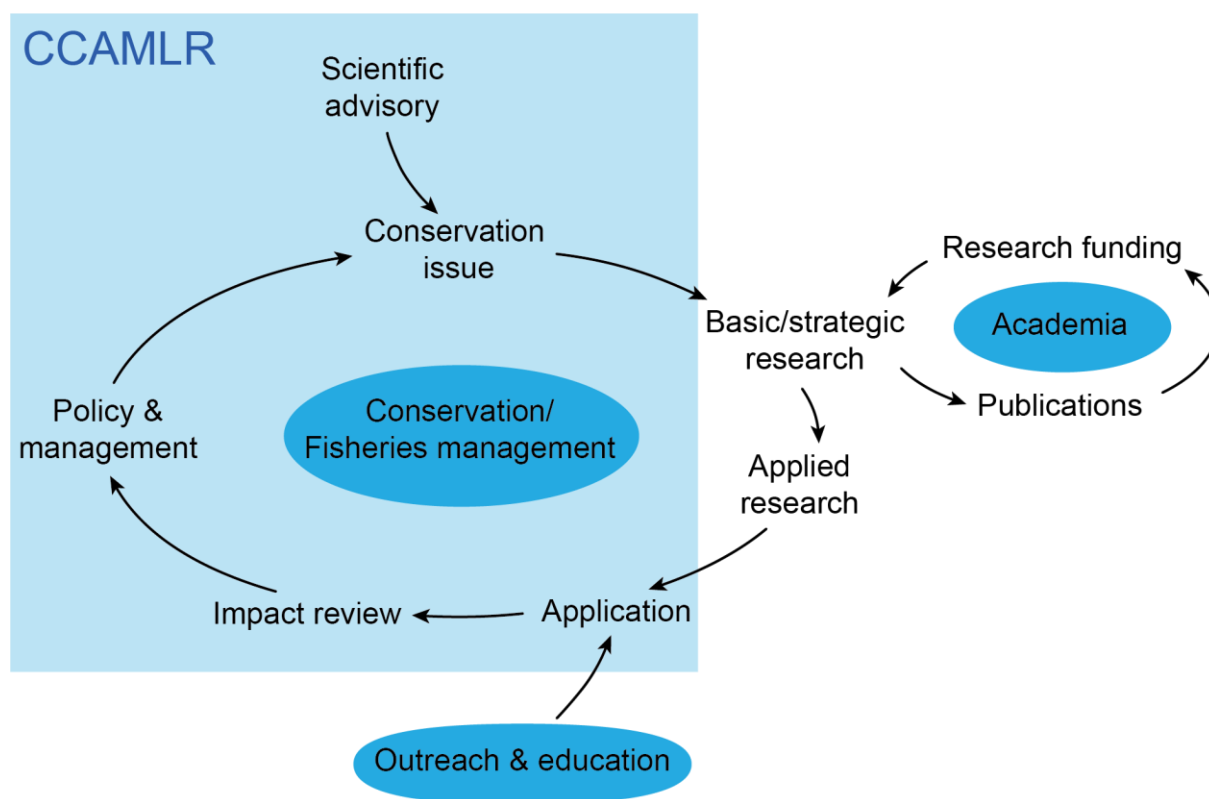 CCAMLR
Scientific
advisory
Conservation
issue
Research funding
Basic/strategic
research
Academia
Publications
Policy &
management
Conservation/
Fisheries management
Applied
research
Impact review
Application
Outreach & education